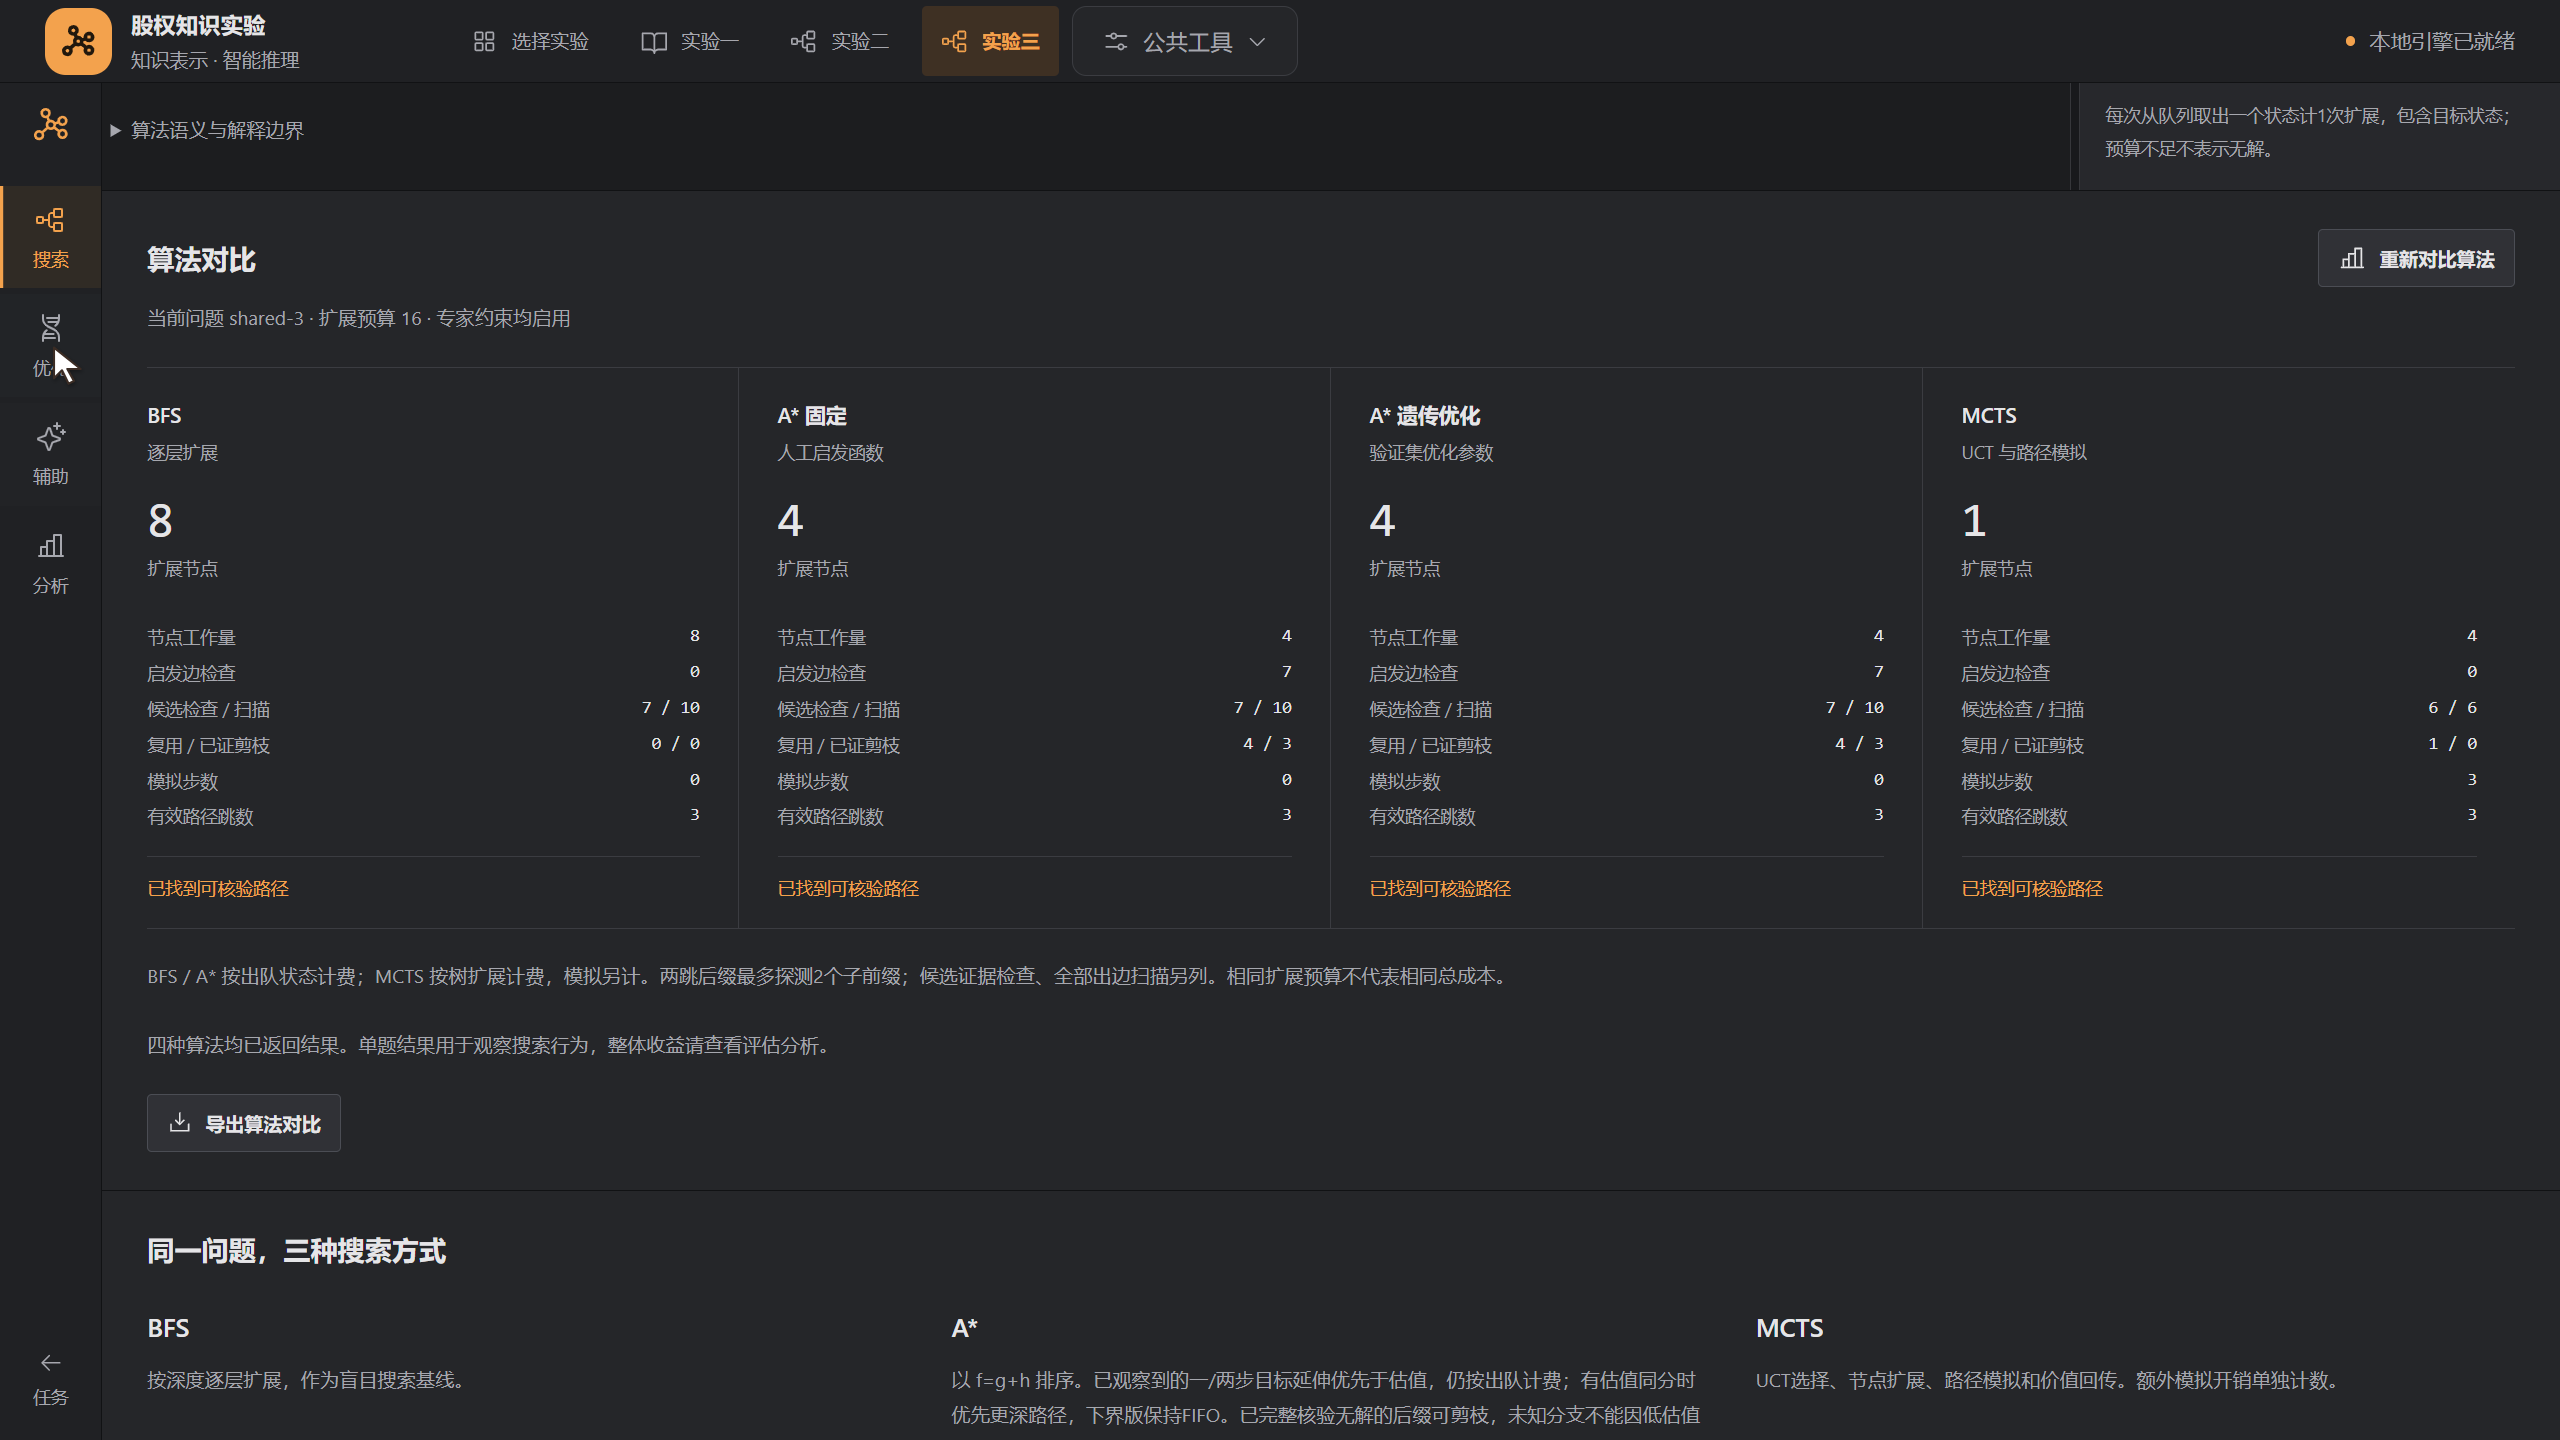 股权知识实验
知识表示 · 智能推理
选择实验
实验一
实验二
实验三
公共工具
本地引擎已就绪
搜索
辅助
分析
任务
算法语义与解释边界
每次从队列取出一个状态计1次扩展，包含目标状态；
预算不足不表示无解。
算法对比
重新对比算法
当前问题 shared-3 · 扩展预算 16 · 专家约束均启用
BFS
逐层扩展
8
扩展节点
节点工作量 8
启发边检查 0
候选检查 / 扫描 7 / 10
复用 / 已证剪枝 0 / 0
模拟步数 0
有效路径跳数 3
已找到可核验路径
A* 固定
人工启发函数
4
扩展节点
节点工作量 4
启发边检查 7
候选检查 / 扫描 7 / 10
复用 / 已证剪枝 4 / 3
模拟步数 0
有效路径跳数 3
已找到可核验路径
A* 遗传优化
验证集优化参数
4
扩展节点
节点工作量 4
启发边检查 7
候选检查 / 扫描 7 / 10
复用 / 已证剪枝 4 / 3
模拟步数 0
有效路径跳数 3
已找到可核验路径
MCTS
UCT 与路径模拟
1
扩展节点
节点工作量 4
启发边检查 0
候选检查 / 扫描 6 / 6
复用 / 已证剪枝 1 / 0
模拟步数 3
有效路径跳数 3
已找到可核验路径
BFS / A* 按出队状态计费；MCTS 按树扩展计费，模拟另计。两跳后缀最多探测2个子前缀；候选证据检查、全部出边扫描另列。相同扩展预算不代表相同总成本。
四种算法均已返回结果。单题结果用于观察搜索行为，整体收益请查看评估分析。
导出算法对比
同一问题，三种搜索方式
BFS
按深度逐层扩展，作为盲目搜索基线。
A*
以 f=g+h 排序。已观察到的一/两步目标延伸优先于估值，仍按出队计费；有估值同分时
优先更深路径，下界版保持FIFO。已完整核验无解的后缀可剪枝，未知分支不能因低估值
MCTS
UCT选择、节点扩展、路径模拟和价值回传。额外模拟开销单独计数。